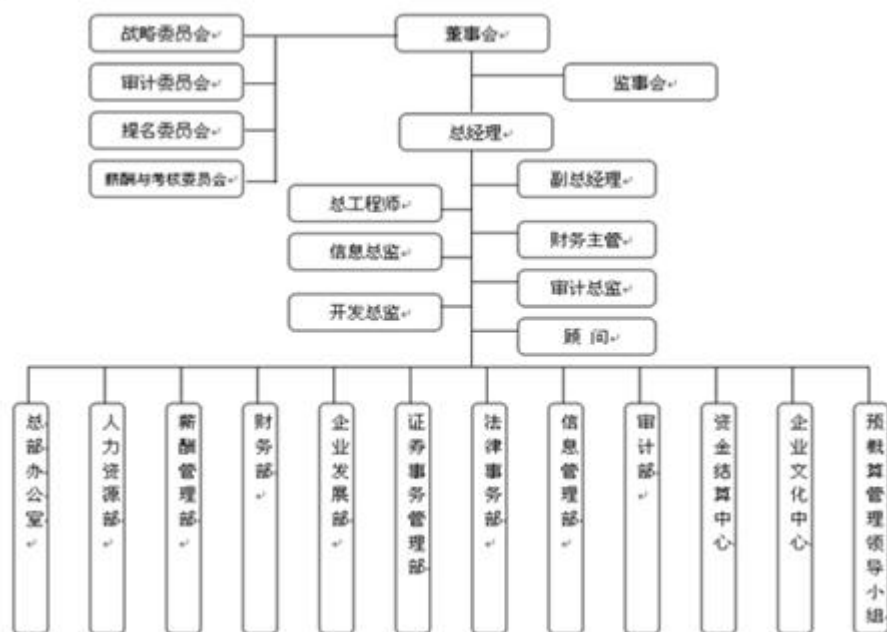 战略委员会
董事会
审计委员会
监事会
提名委员会
总经理
薪酬与考核委员会
副总经理
总工程师
财务主管
信息总监
审计总监
开发总监
顾 问
总部办公室
人力资源部
薪酬管理部
财务部
企业发展部
证券事务管理部
法律事务部
信息管理部
审计部
资金结算中心
企业文化中心
预概算管理领导小组